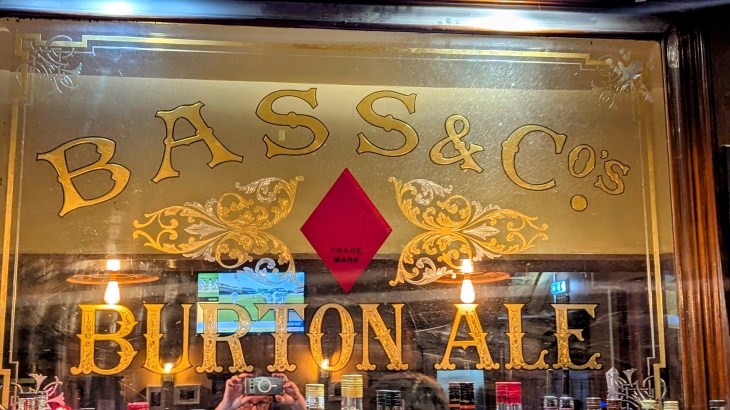 BASS & Co's
TRADE
MARK
BURTON ALE